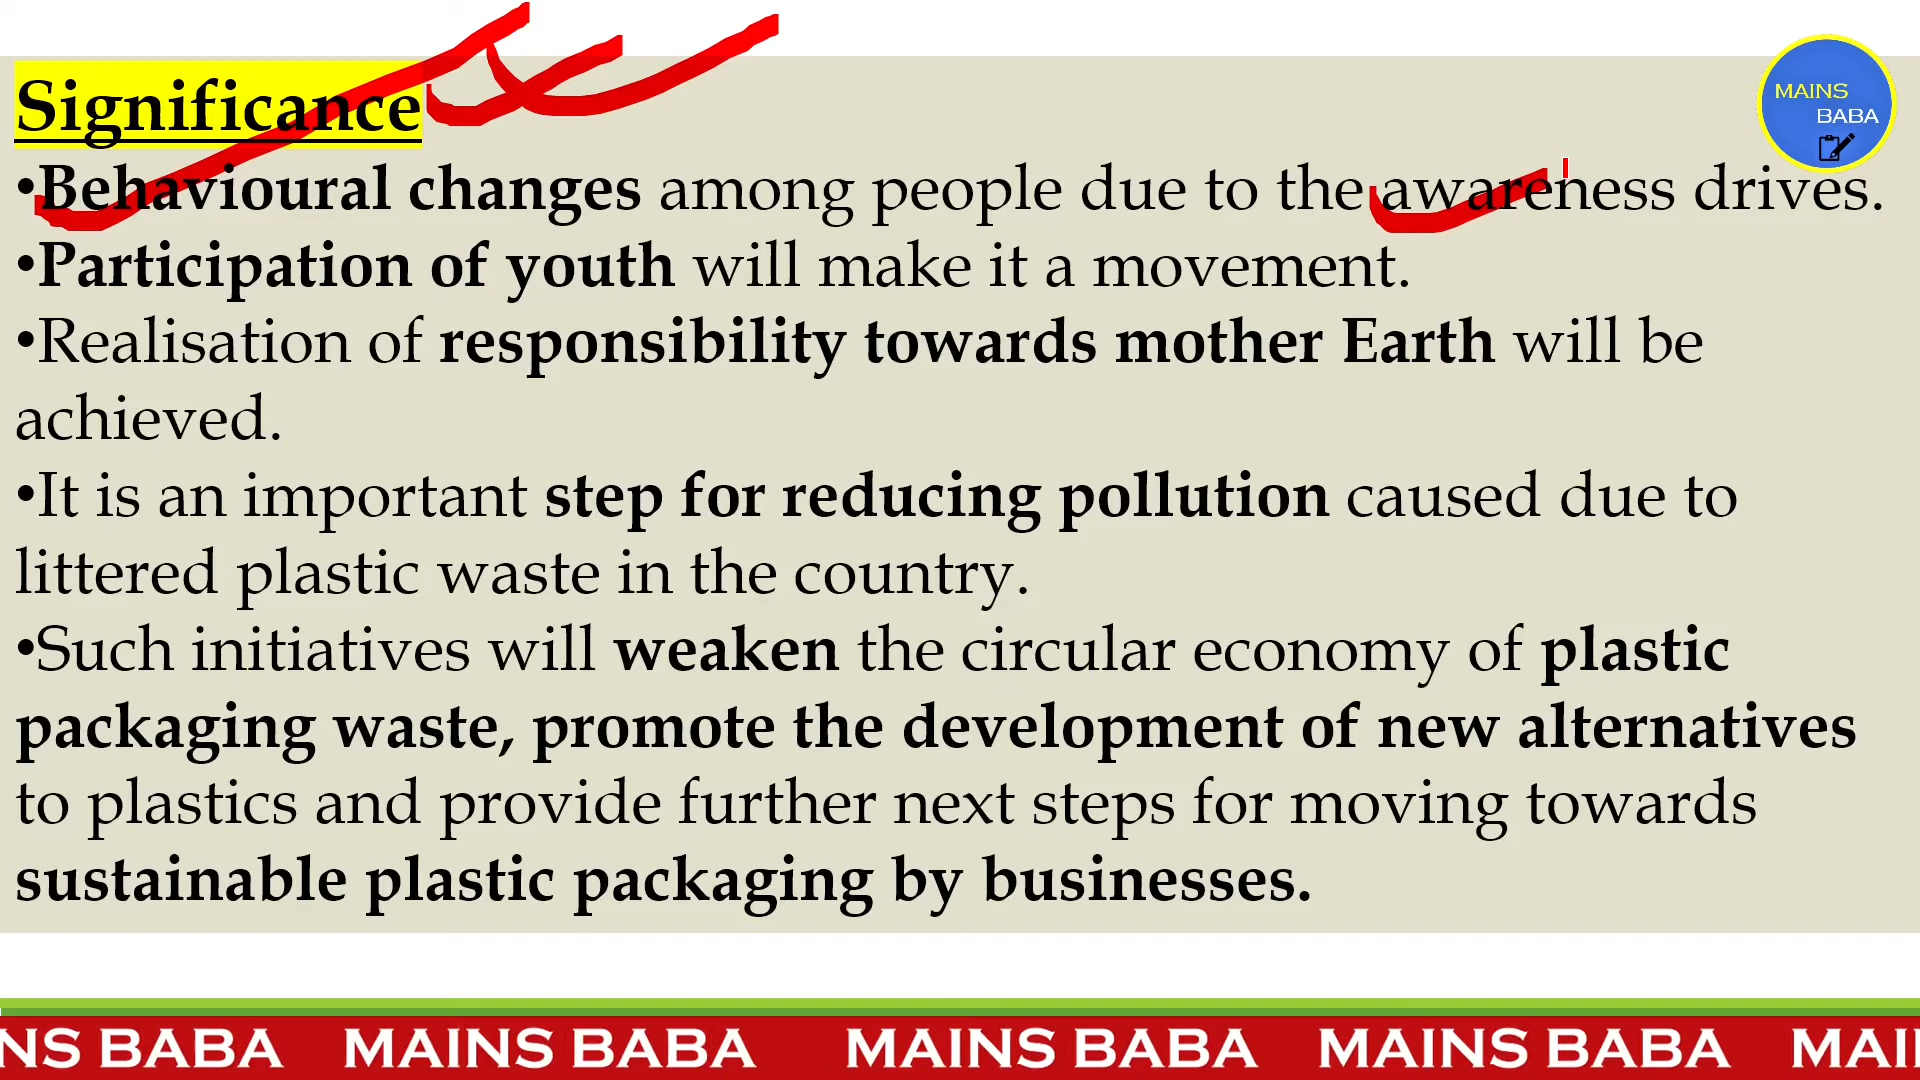 MAINS
BABA
Significance
•Behavioural changes among people due to the awareness drives.
•Participation of youth will make it a movement.
•Realisation of responsibility towards mother Earth will be
achieved.
•It is an important step for reducing pollution caused due to
littered plastic waste in the country.
•Such initiatives will weaken the circular economy of plastic
packaging waste, promote the development of new alternatives
to plastics and provide further next steps for moving towards
sustainable plastic packaging by businesses.
NS BABA MAINS BABA MAINS BABA MAINS BABA MAI